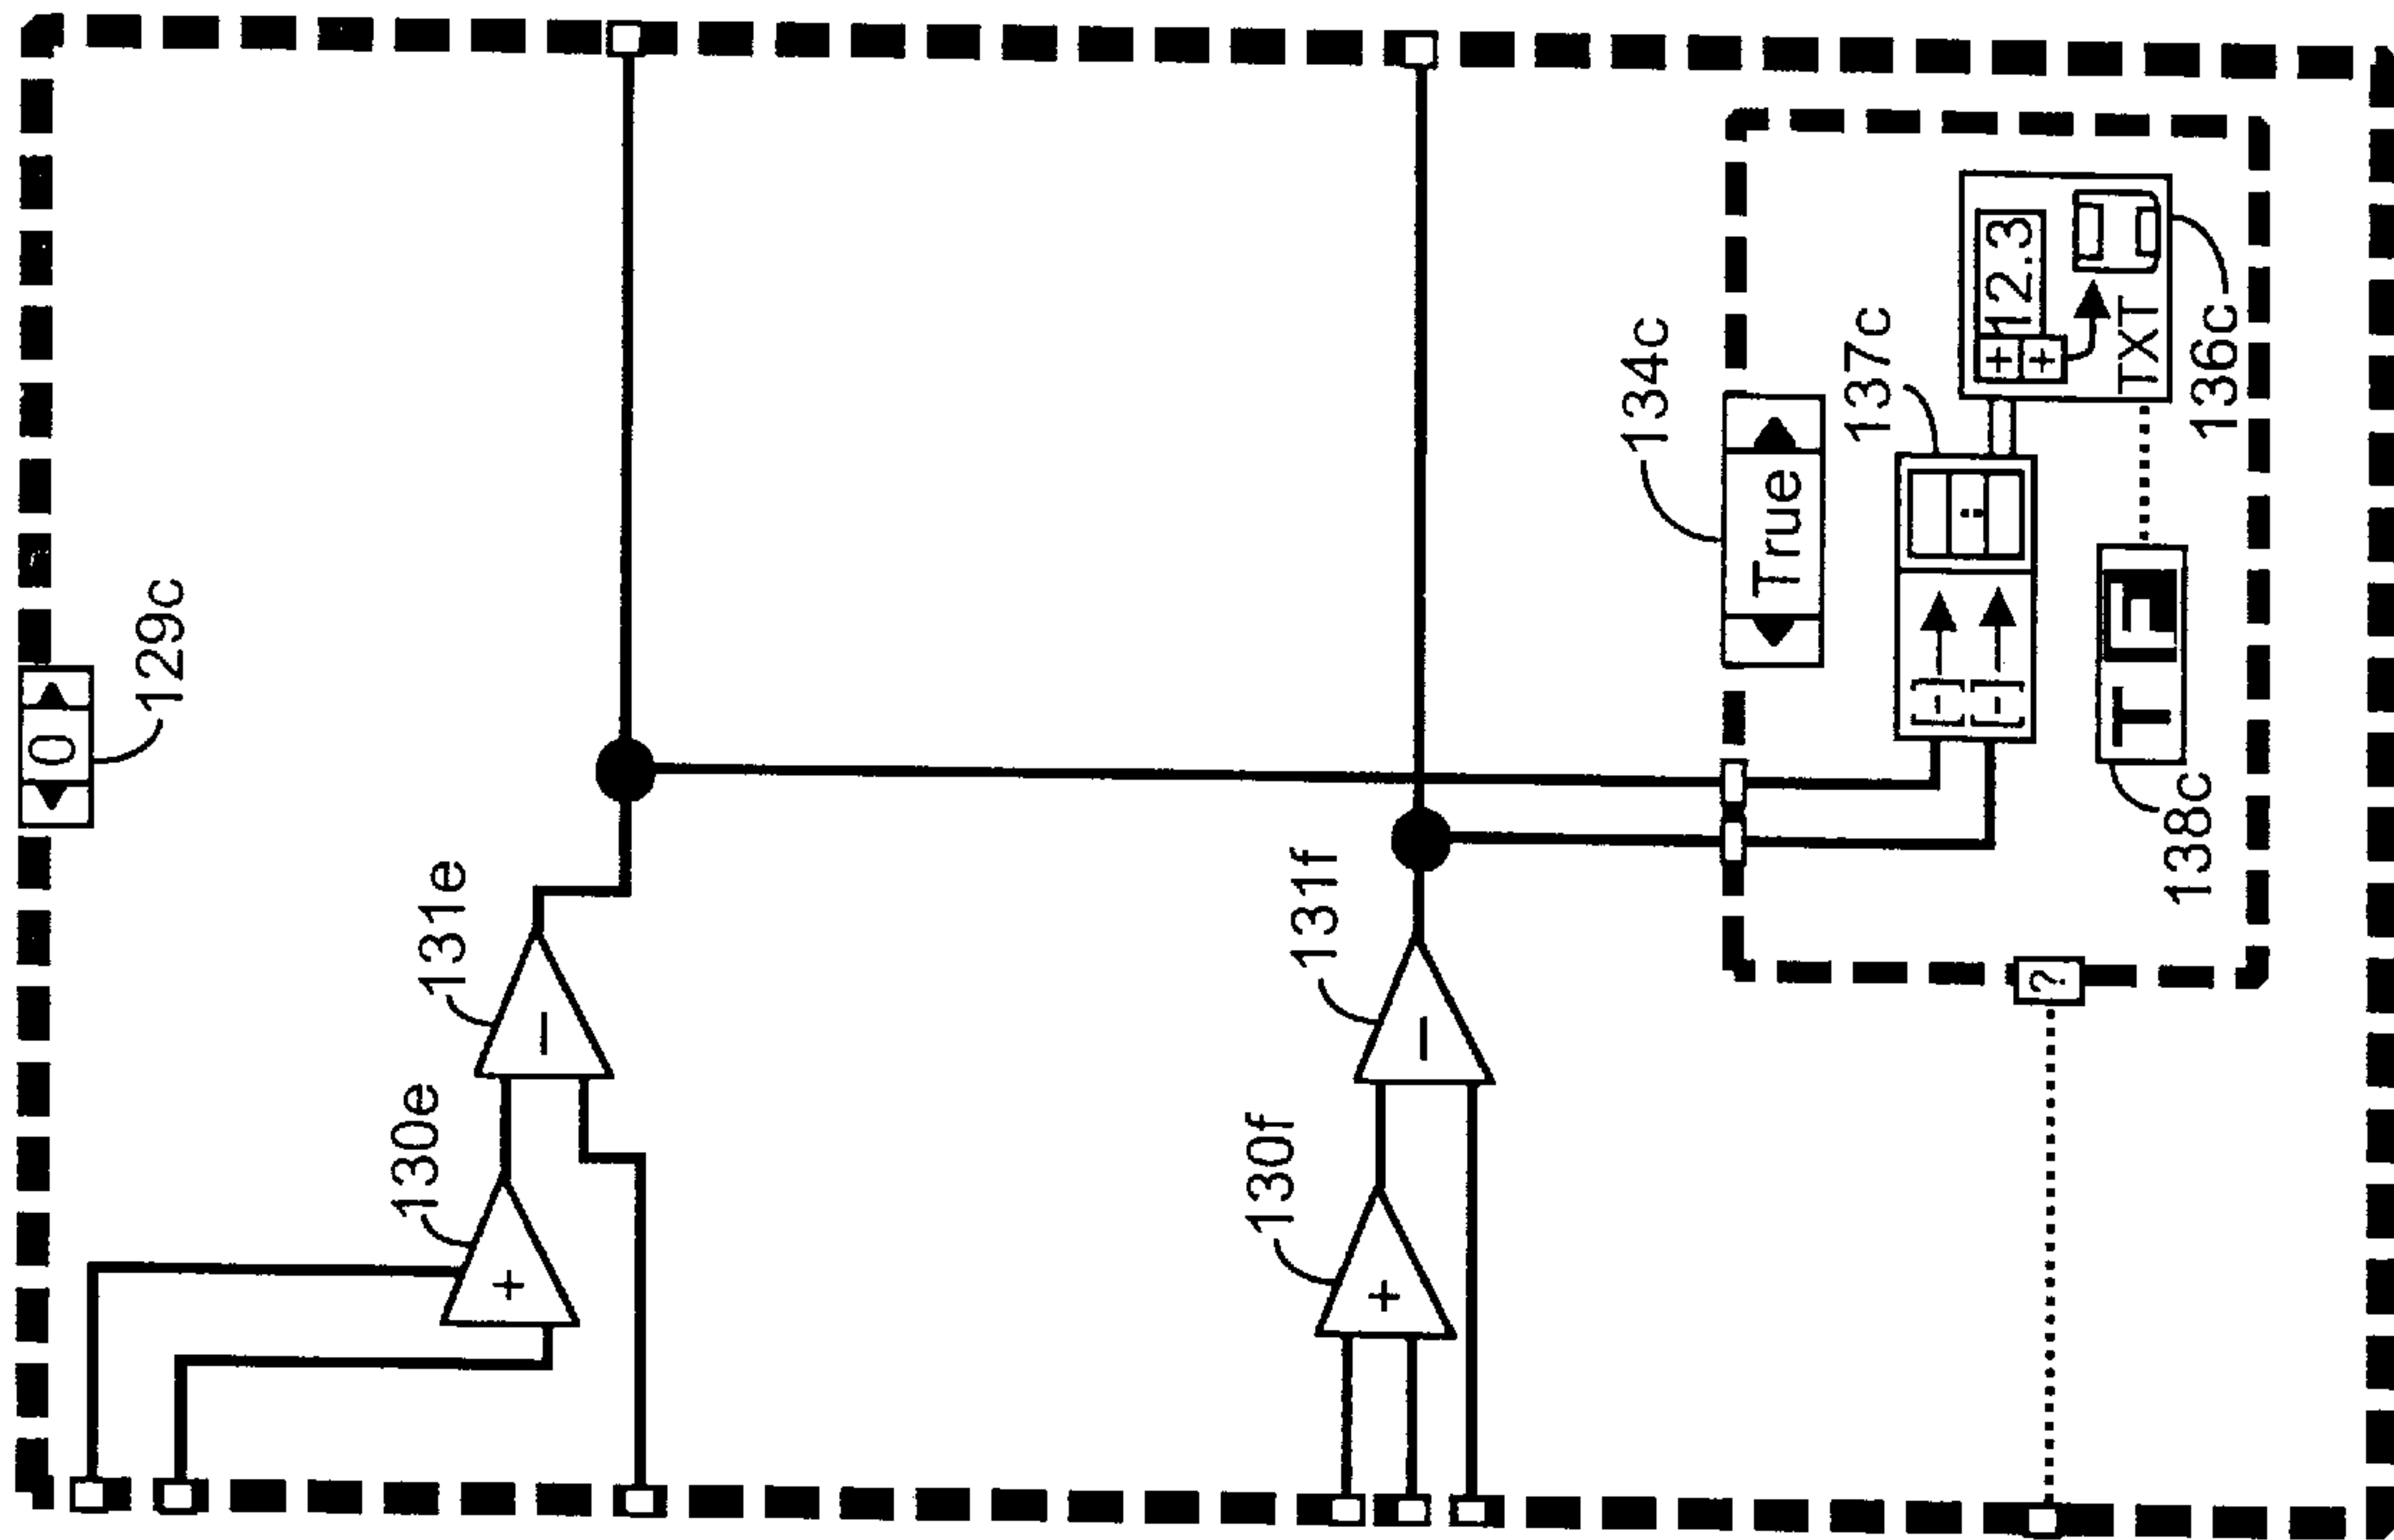 0
129c
130e
131e
+
–
130f
131f
+
–
134c
True
137c
[-]
[-]
+
+
12.3
TXT
136c
T F
138c
?